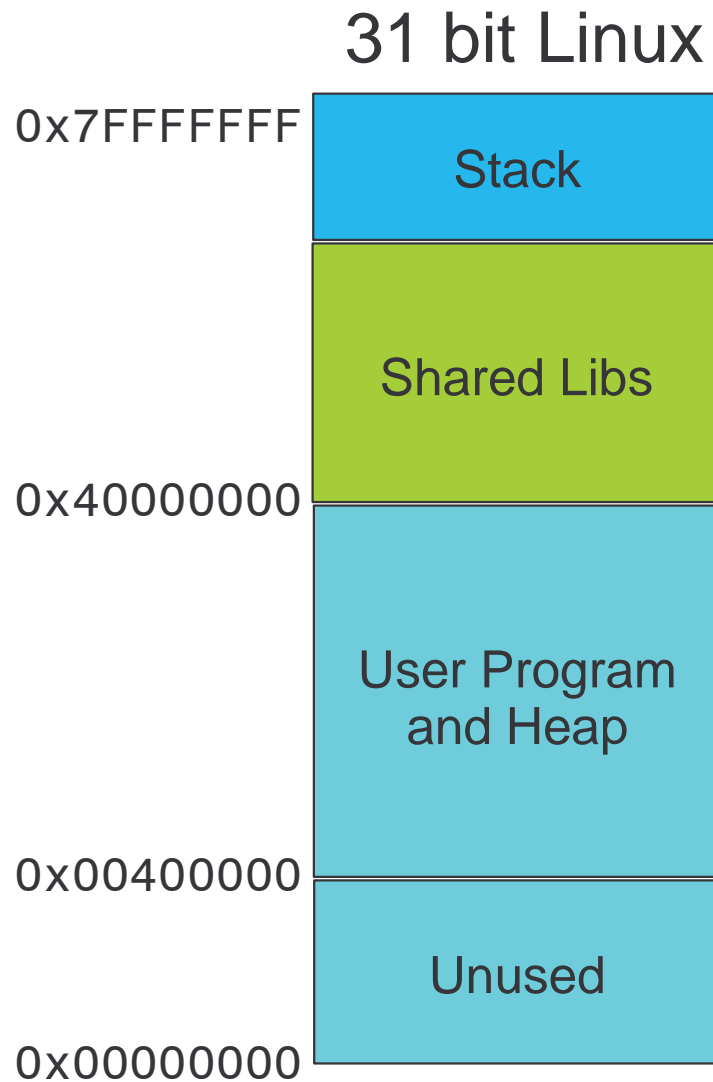 31 bit Linux
0x7FFFFFFF
Stack
Shared Libs
0x40000000
User Program
and Heap
0x00400000
Unused
0x00000000